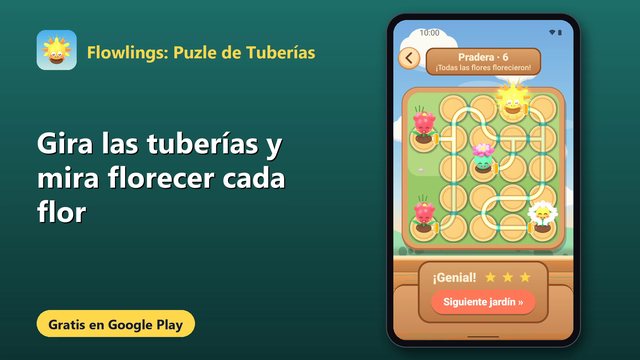 Flowlings: Puzle de Tuberías
Gira las tuberías y
mira florecer cada
flor
Gratis en Google Play
10:00
Pradera · 6
¡Todas las flores florecieron!
¡Genial!
Siguiente jardín »